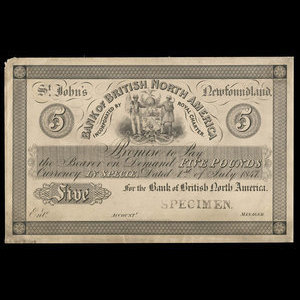 St. John's Newfoundland,
BANK OF BRITISH NORTH AMERICA
INCORPORATED BY ROYAL CHARTER
5 5
Promise to Pay
the Bearer on Demand FIVE POUNDS
Currency IN SPECIE, Dated 1st of July 1857
Five For the Bank of British North America.
SPECIMEN.
Entd. ACCOUNT. MANAGER